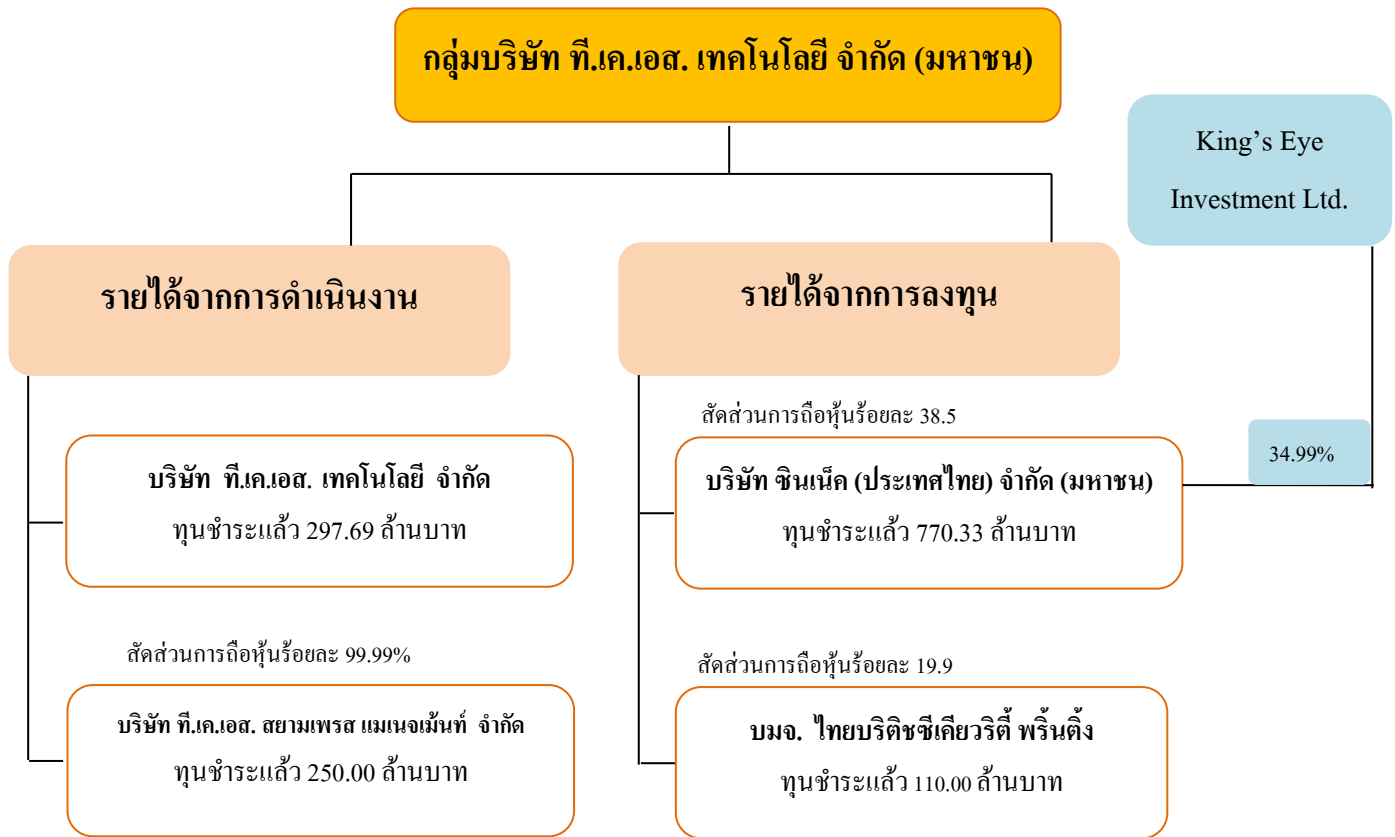 กลุ่มบริษัท ที.เค.เอส. เทคโนโลยี จำกัด (มหาชน)
King’s Eye
Investment Ltd.
รายได้จากการดำเนินงาน
รายได้จากการลงทุน
สัดส่วนการถือหุ้นร้อยละ 38.5
34.99%
บริษัท ที.เค.เอส. เทคโนโลยี จำกัด
ทุนชำระแล้ว 297.69 ล้านบาท
บริษัท ซินเน็ค (ประเทศไทย) จำกัด (มหาชน)
ทุนชำระแล้ว 770.33 ล้านบาท
สัดส่วนการถือหุ้นร้อยละ 99.99%
สัดส่วนการถือหุ้นร้อยละ 19.9
บริษัท ที.เค.เอส. สยามเพรส แมเนจเม้นท์ จำกัด
ทุนชำระแล้ว 250.00 ล้านบาท
บมจ. ไทยบริติชซีเคียวริตี้ พริ้นติ้ง
ทุนชำระแล้ว 110.00 ล้านบาท